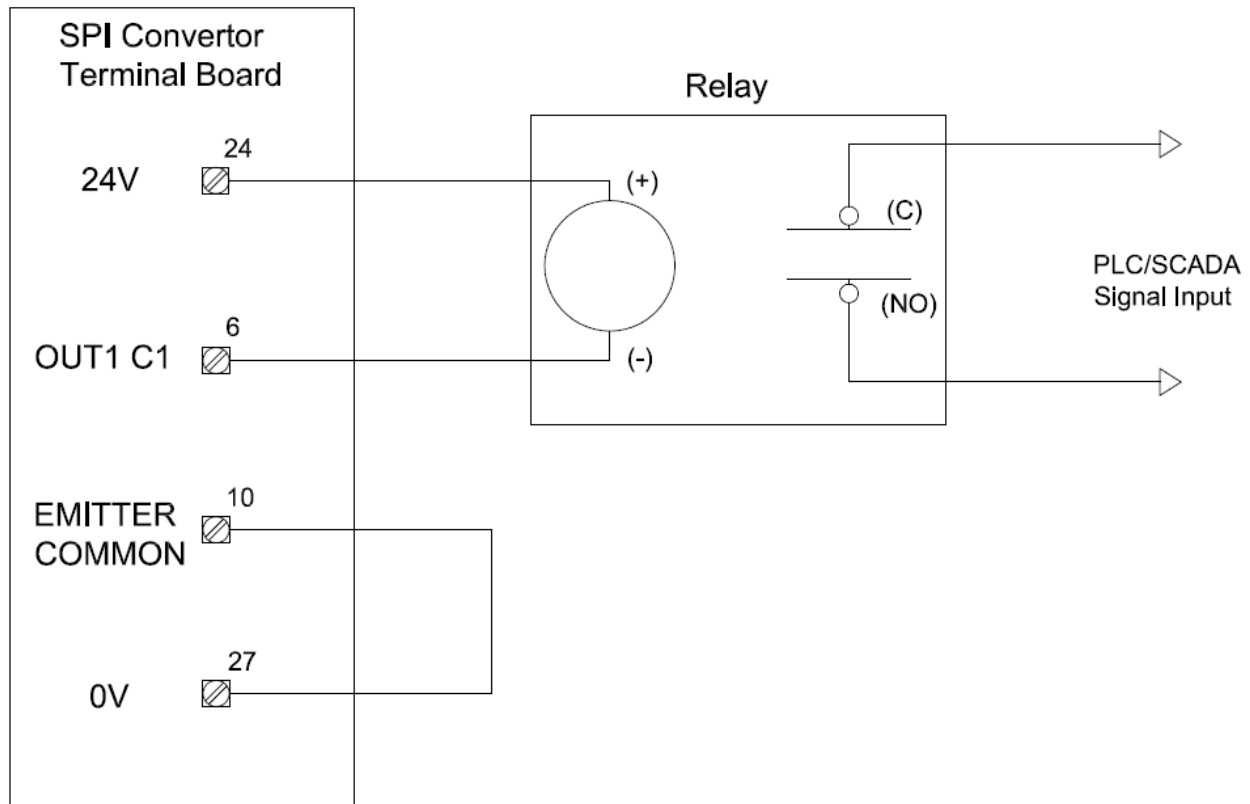 SPI Convertor
Terminal Board
Relay
24
24V
(+)
(C)
PLC/SCADA
Signal Input
(NO)
6
OUT1 C1
(-)
10
EMITTER
COMMON
27
0V